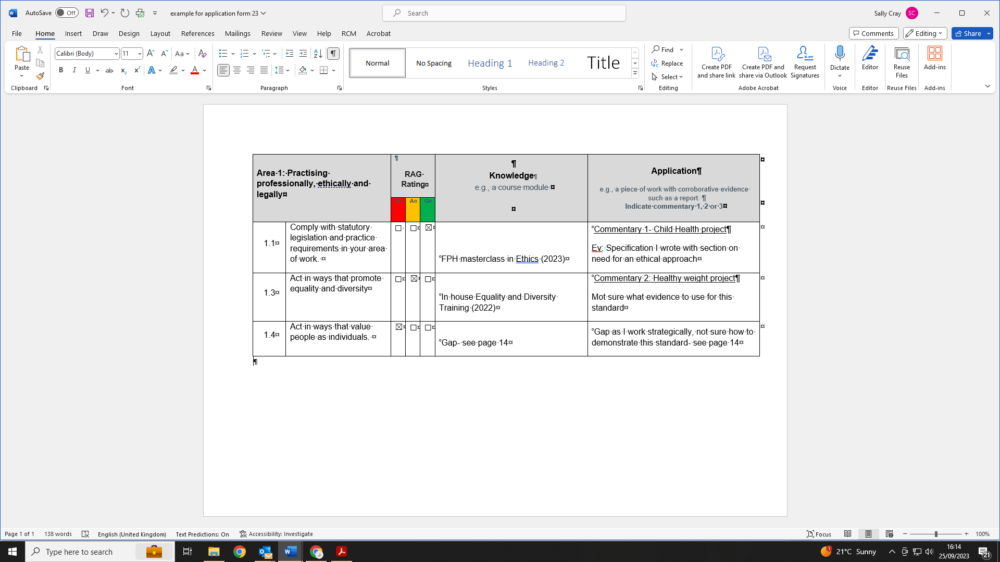 AutoSave Off example for application form 23 Search Sally Cray SC
File Home Insert Draw Design Layout References Mailings Review View Help RCM Acrobat Comments Editing Share
Calibri (Body) 11 Aa
Paste
B I U ab x₂ x² A A
Normal No Spacing Heading 1 Heading 2 Title
Find
Replace
Select
Create PDF and share link
Create PDF and share via Outlook
Request Signatures
Dictate
Editor
Reuse Files
Add-ins
Clipboard Font Paragraph Styles Editing Adobe Acrobat Voice Editor Reuse Files Add-ins
Area·1:·Practising·
professionally,·ethically·and·
legally¤
¶
RAG·
Rating¤
R¤ A¤ G¤
¶
Knowledge¶
e.g.,·a·course·module·¤
¤
Application¶
e.g.,·a·piece·of·work·with·corroborative·evidence·
such·as·a·report.·¶
Indicate·commentary·1,·2·or·3¤
1.1¤
Comply·with·statutory·
legislation·and·practice·
requirements·in·your·area·
of·work.·¤
☐· ☐¤ ☒¤
°FPH·masterclass·in·Ethics·(2023)¤
°Commentary·1-·Child·Health·project¶
Ev:·Specification·I·wrote·with·section·on·
need·for·an·ethical·approach¤
1.3¤
Act·in·ways·that·promote·
equality·and·diversity¤
☐¤ ☒¤ ☐¤
°In·house·Equality·and·Diversity·
Training·(2022)¤
°Commentary·2:·Healthy·weight·project¶
Mot·sure·what·evidence·to·use·for·this·
standard¤
1.4¤
Act·in·ways·that·value·
people·as·individuals.·¤
☒¤ ☐¤ ☐¤
°Gap-·see·page·14¤
°Gap·as·I·work·strategically,·not·sure·how·to·
demonstrate·this·standard-·see·page·14¤
¶
Page 1 of 1 138 words English (United Kingdom) Text Predictions: On Accessibility: Investigate Focus 100%
Type here to search 21°C Sunny 16:14
25/09/2023 21